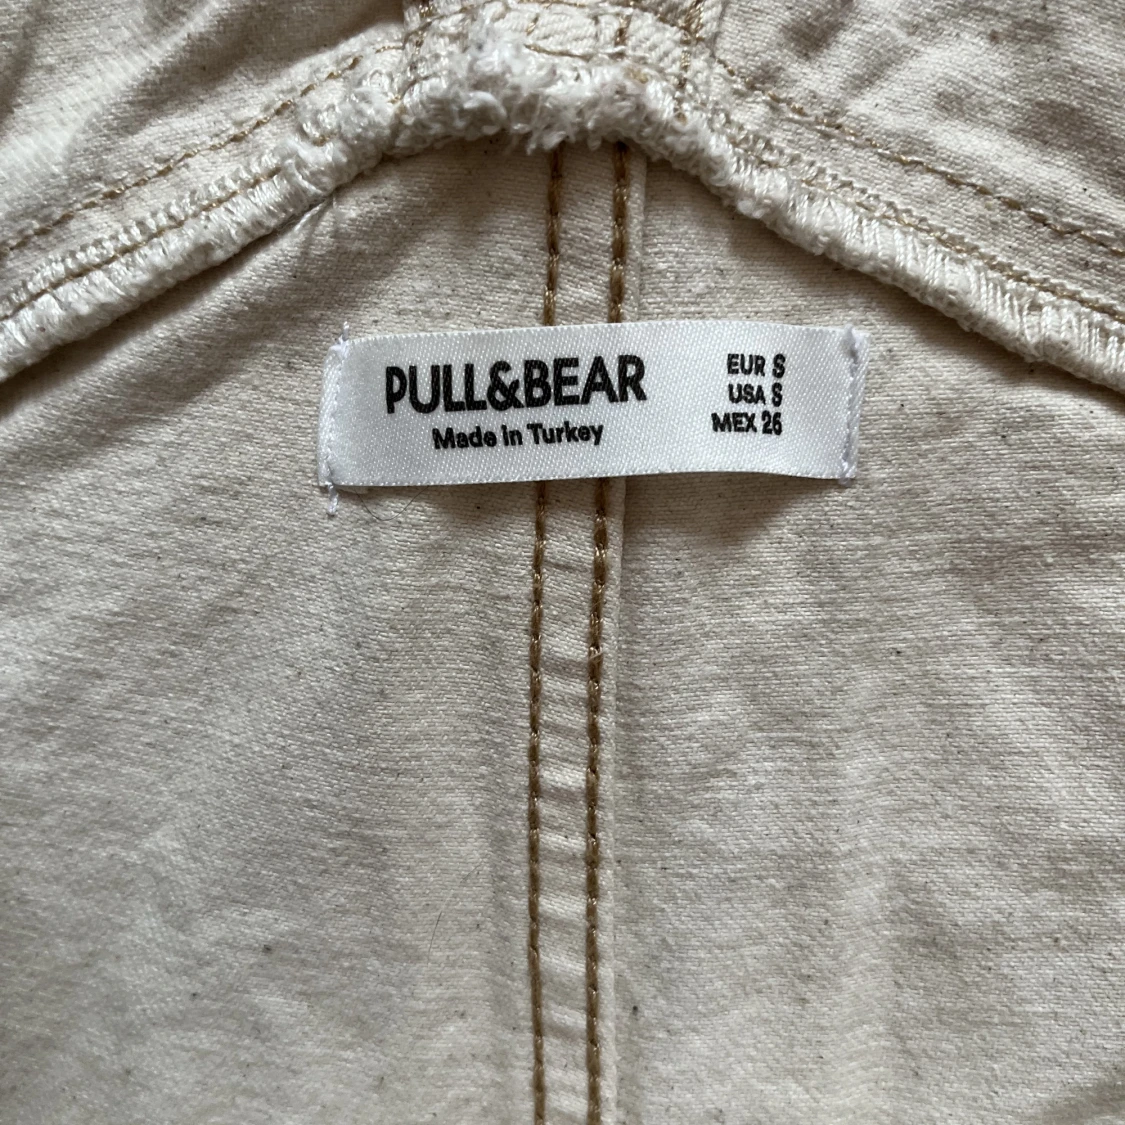 PULL&BEAR
Made in Turkey
EUR S
USA S
MEX 26